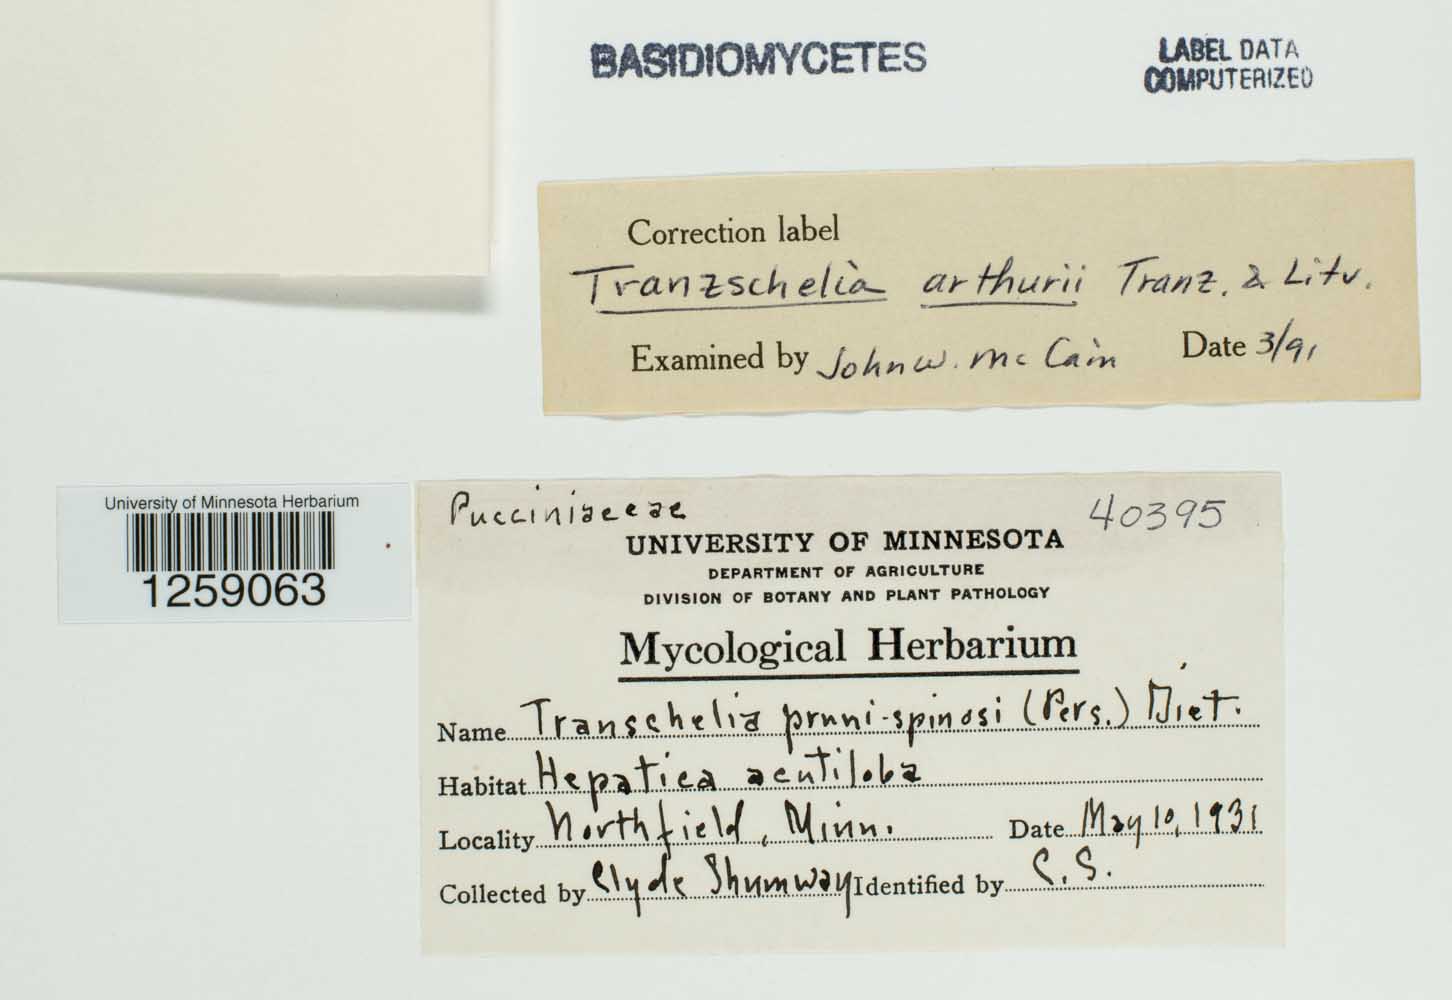 BASIDIOMYCETES
LABEL DATA
COMPUTERIZED
Correction label
Tranzschelia arthurii Tranz. & Litv.
Examined by John W. McCain Date 3/91
University of Minnesota Herbarium
1259063
Pucciniaceae 40395
UNIVERSITY OF MINNESOTA
DEPARTMENT OF AGRICULTURE
DIVISION OF BOTANY AND PLANT PATHOLOGY
Mycological Herbarium
Name Transchelia pruni-spinosi (Pers.) Diet.
Habitat Hepatica acutiloba
Locality Northfield, Minn. Date May 10, 1931
Collected by Clyde Shumway Identified by C. S.